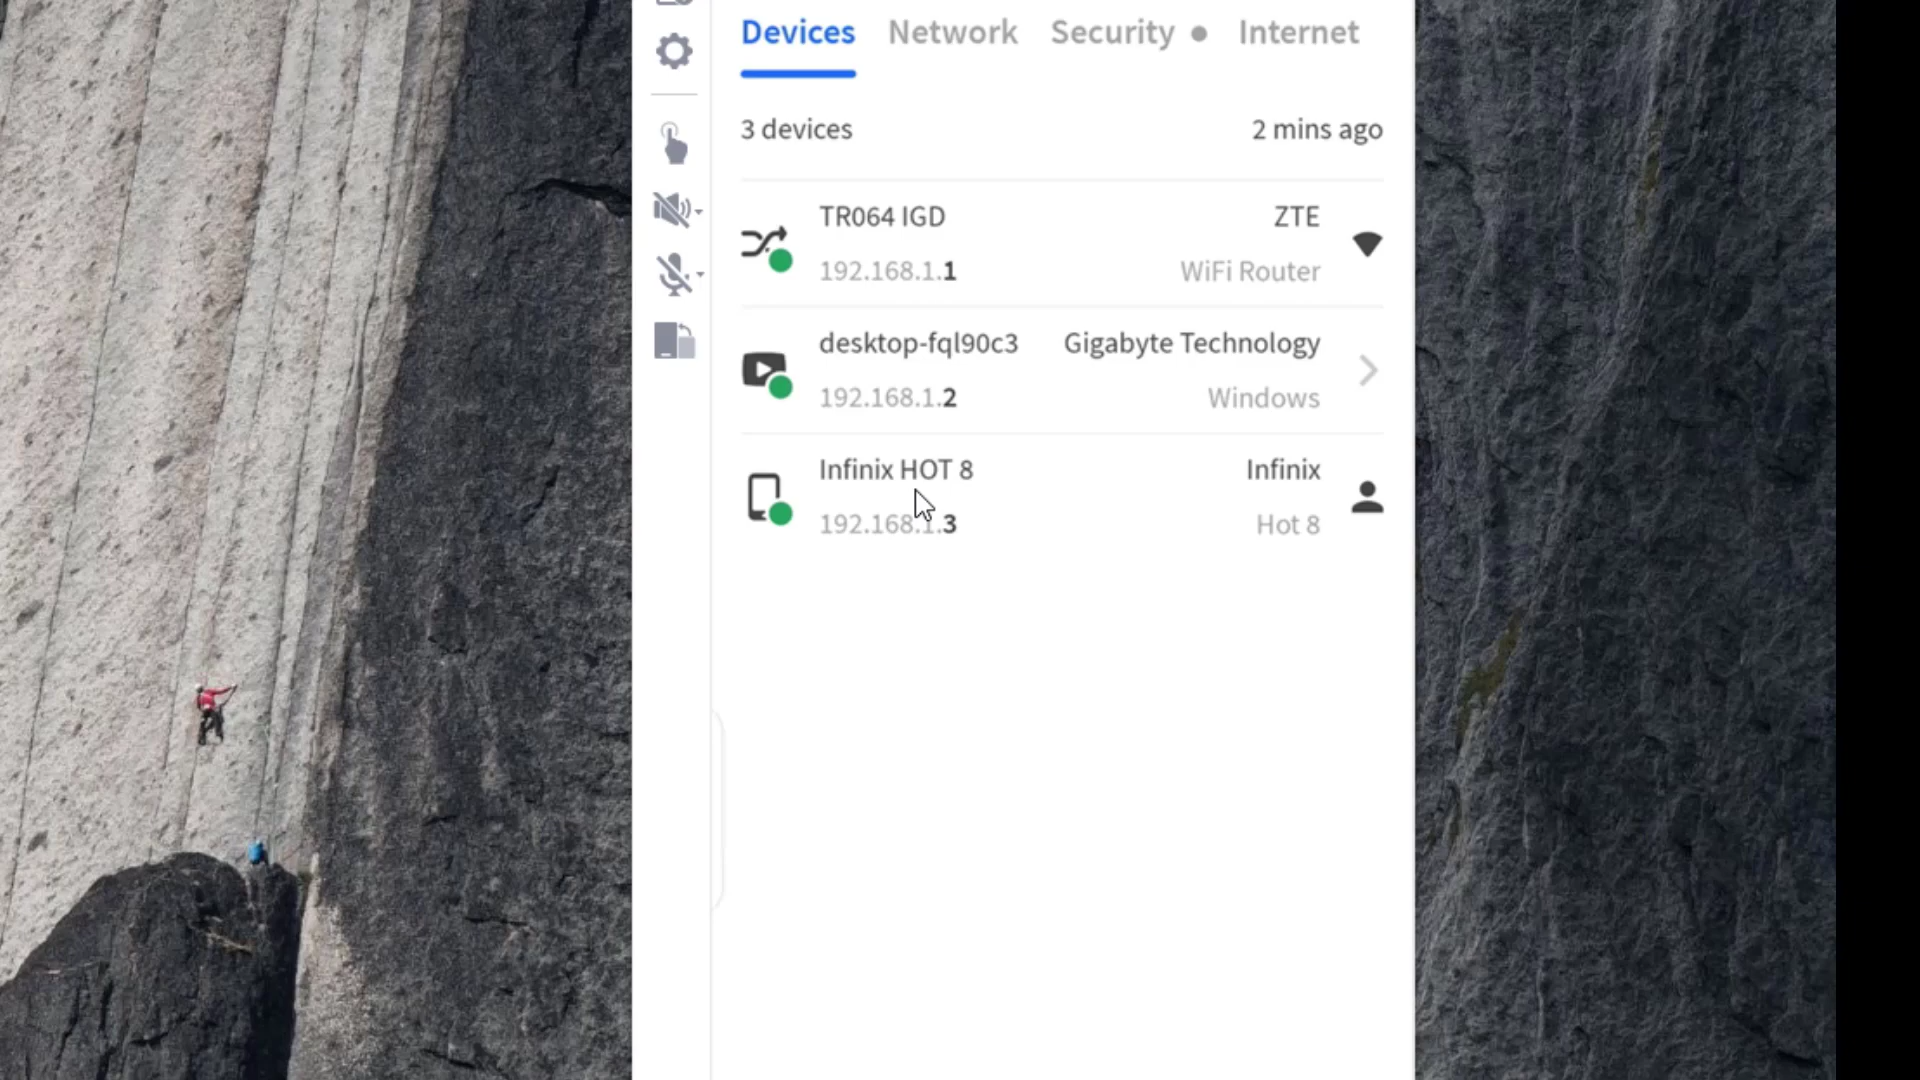 Devices Network Security Internet
3 devices 2 mins ago
TR064 IGD ZTE
192.168.1.1 WiFi Router
desktop-fql90c3 Gigabyte Technology
192.168.1.2 Windows
Infinix HOT 8 Infinix
192.168.1.3 Hot 8